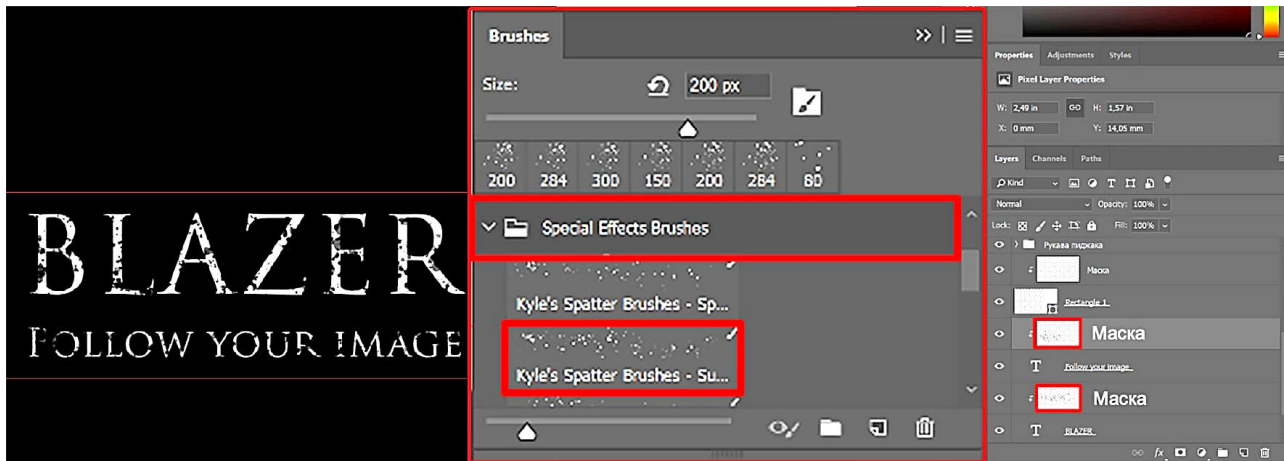 BLAZER
FOLLOW YOUR IMAGE
Brushes
Size: 200 px
200 284 300 150 200 284 80
Special Effects Brushes
Kyle's Spatter Brushes - Sp...
Kyle's Spatter Brushes - Su...
Properties Adjustments Styles
Pixel Layer Properties
W: 2,49 in GO H: 1,57 in
X: 0 mm Y: 14,05 mm
Layers Channels Paths
Kind
Normal Opacity: 100%
Lock: Fill: 100%
Рукава пиджака
Маска
Rectangle 1
Маска
Follow your image
Маска
BLAZER
fx